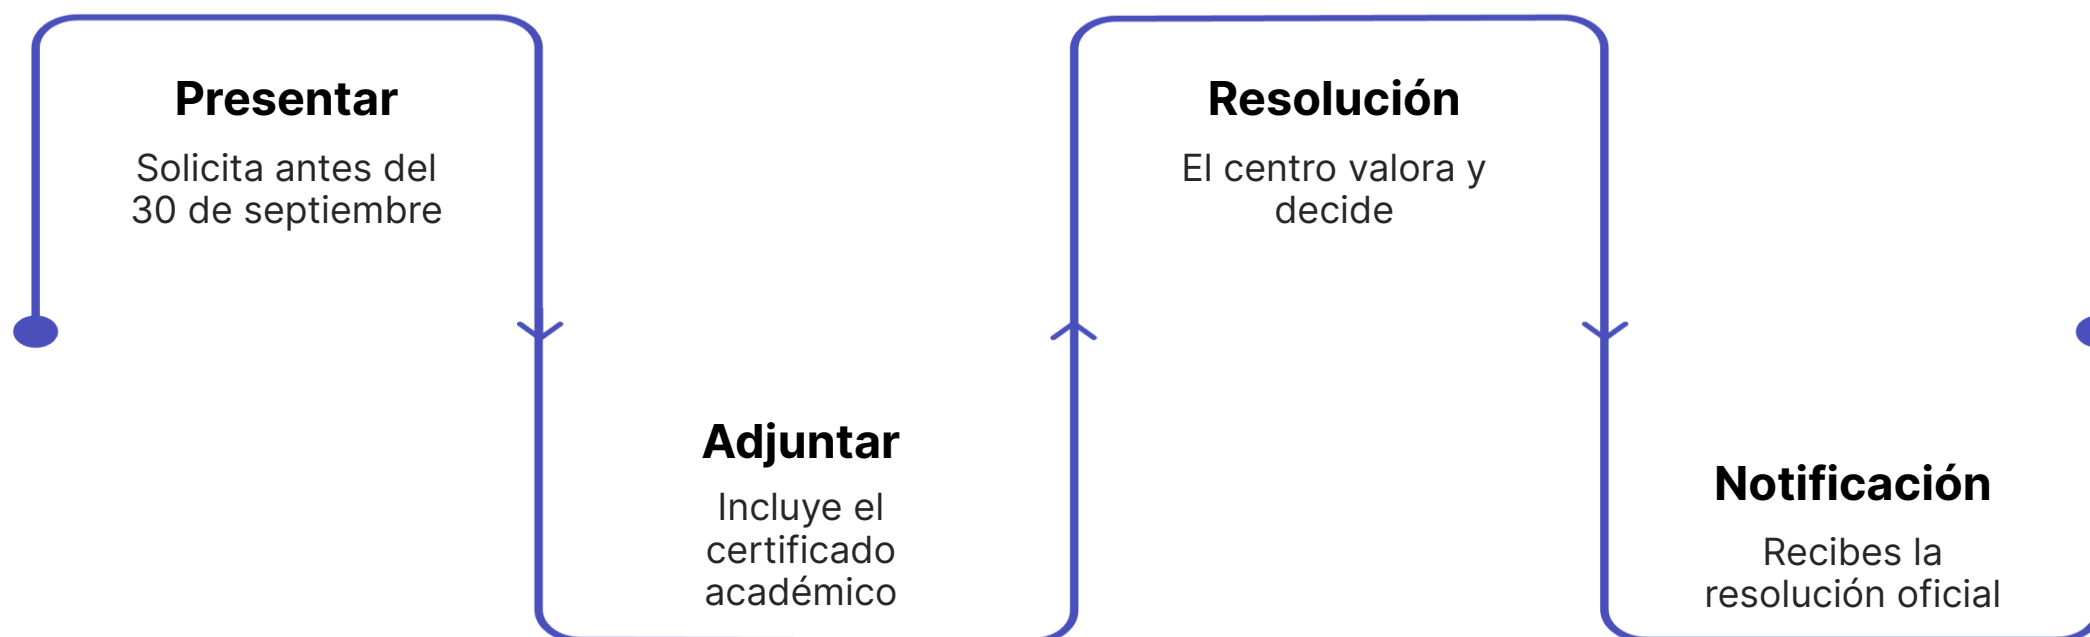 Presentar
Solicita antes del
30 de septiembre
Adjuntar
Incluye el
certificado
académico
Resolución
El centro valora y
decide
Notificación
Recibes la
resolución oficial